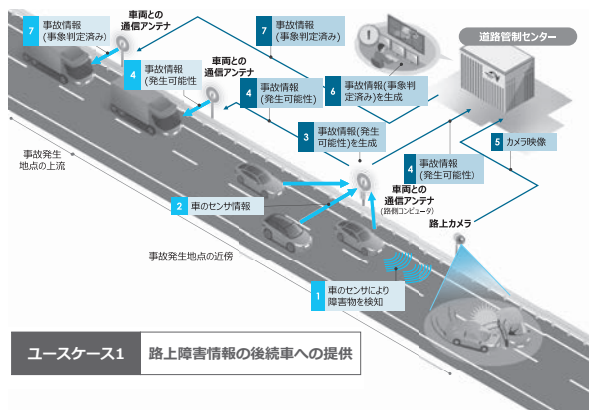 7 事故情報
(事象判定済み)
車両との
通信アンテナ
7 事故情報
(事象判定済み)
道路管制センター
4 事故情報
(発生可能性
車両との
通信アンテナ
4 事故情報
(発生可能性)
6 事故情報(事象判
定済み)を生成
3 事故情報(発生
可能性)を生成
4 事故情報
(発生可能性)
5 カメラ映像
事故発生
地点の上流
2 車のセンサ情報
車両との
通信アンテナ
(路側コンピュータ)
路上カメラ
事故発生地点の近傍
1 車のセンサにより
障害物を検知
ユースケース1 路上障害情報の後続車への提供